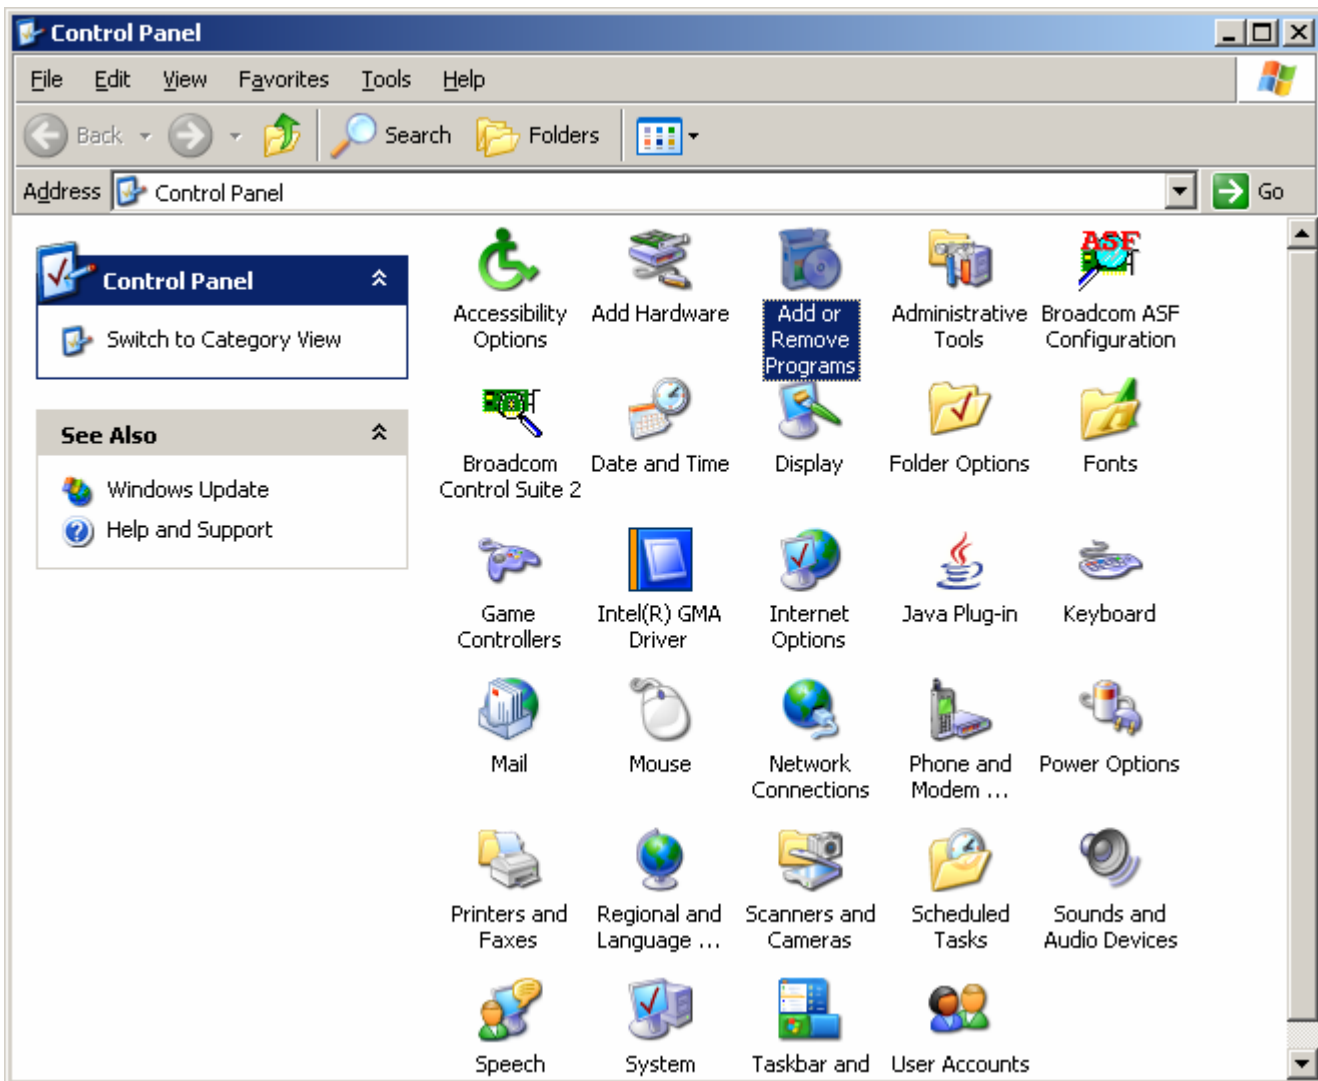 Control Panel
File Edit View Favorites Tools Help
Back Search Folders
Address Control Panel Go
Control Panel
Switch to Category View
See Also
Windows Update
Help and Support
Accessibility
Options
Add Hardware
Add or
Remove
Programs
Administrative
Tools
ASF
Broadcom ASF
Configuration
Broadcom
Control Suite 2
Date and Time
Display
Folder Options
Fonts
Game
Controllers
Intel(R) GMA
Driver
Internet
Options
Java Plug-in
Keyboard
Mail
Mouse
Network
Connections
Phone and
Modem ...
Power Options
Printers and
Faxes
Regional and
Language ...
Scanners and
Cameras
Scheduled
Tasks
Sounds and
Audio Devices
Speech
System
Taskbar and
User Accounts